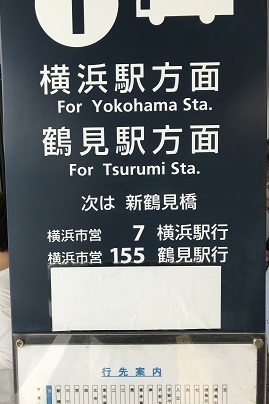 1
横浜駅方面
For Yokohama Sta.
鶴見駅方面
For Tsurumi Sta.
次は 新鶴見橋
横浜市営 7 横浜駅行
横浜市営 155 鶴見駅行
行先案内